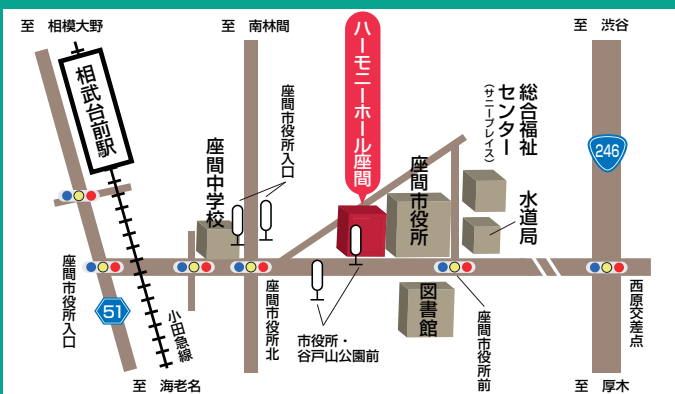 至 相模大野
至 南林間
至 渋谷
ハーモニーホール座間
相武台前駅
座間市役所入口
座間中学校
座間市役所
総合福祉
センター
(サニープレイス)
水道局
246
座間市役所入口
51
小田急線
座間市役所北
市役所・
谷戸山公園前
図書館
座間市役所前
西原交差点
至 海老名
至 厚木